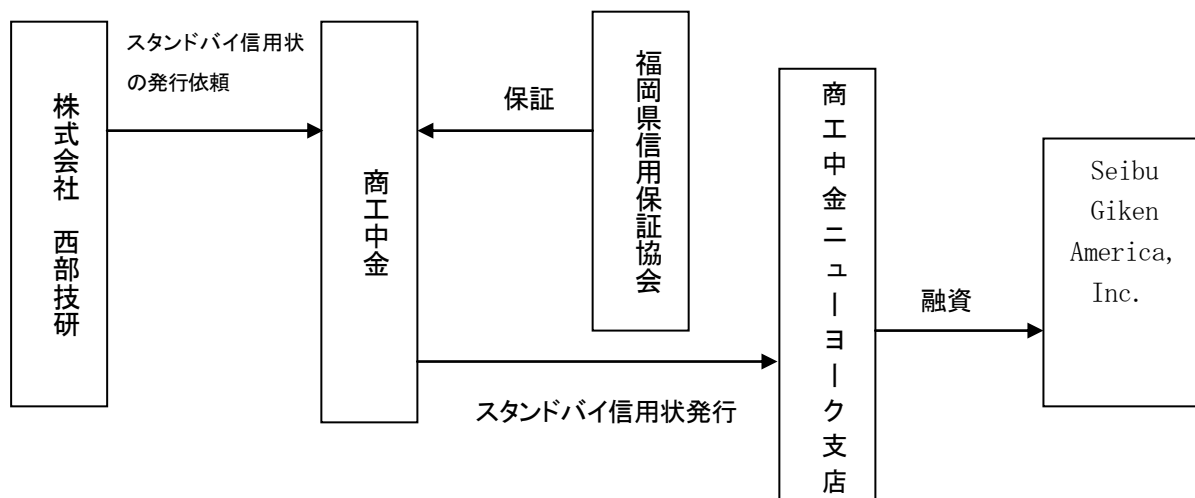 株式会社　西部技研
スタンドバイ信用状
の発行依頼
商工中金
保証
福岡県信用保証協会
スタンドバイ信用状発行
商工中金ニューヨーク支店
融資
Seibu
Giken
America,
Inc.